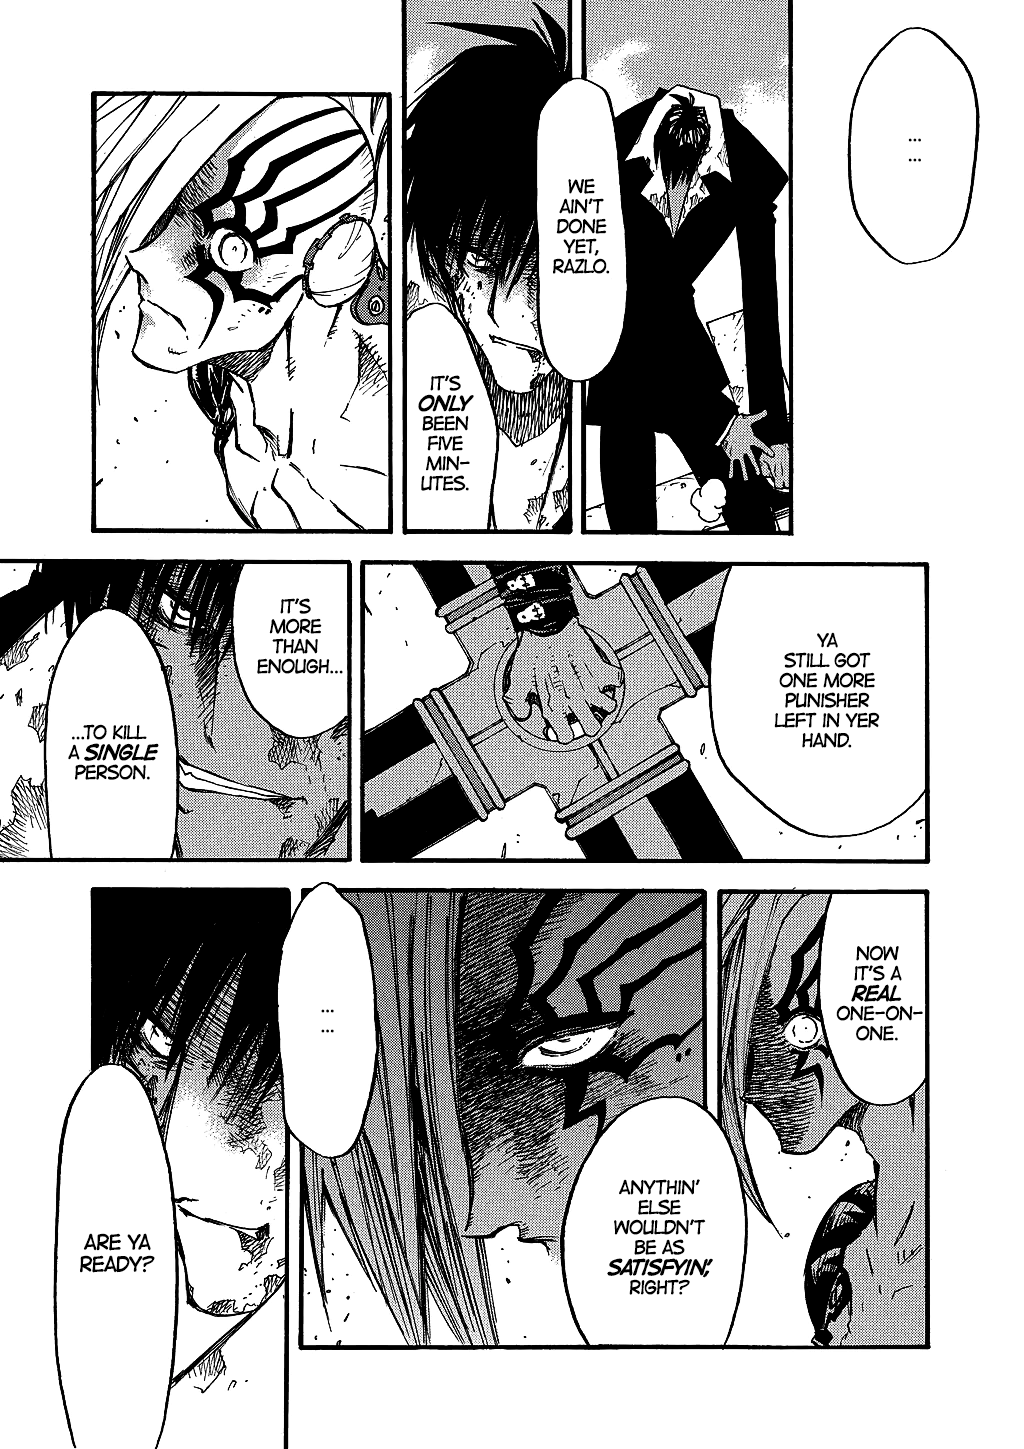 ...
...
WE
AIN'T
DONE
YET,
RAZLO.
IT'S
ONLY
BEEN
FIVE
MIN-
UTES.
YA
STILL GOT
ONE MORE
PUNISHER
LEFT IN YER
HAND.
IT'S
MORE
THAN
ENOUGH...
...TO KILL
A SINGLE
PERSON.
NOW
IT'S A
REAL
ONE-ON-
ONE.
ANYTHIN'
ELSE
WOULDN'T
BE AS
SATISFYIN',
RIGHT?
...
...
ARE YA
READY?